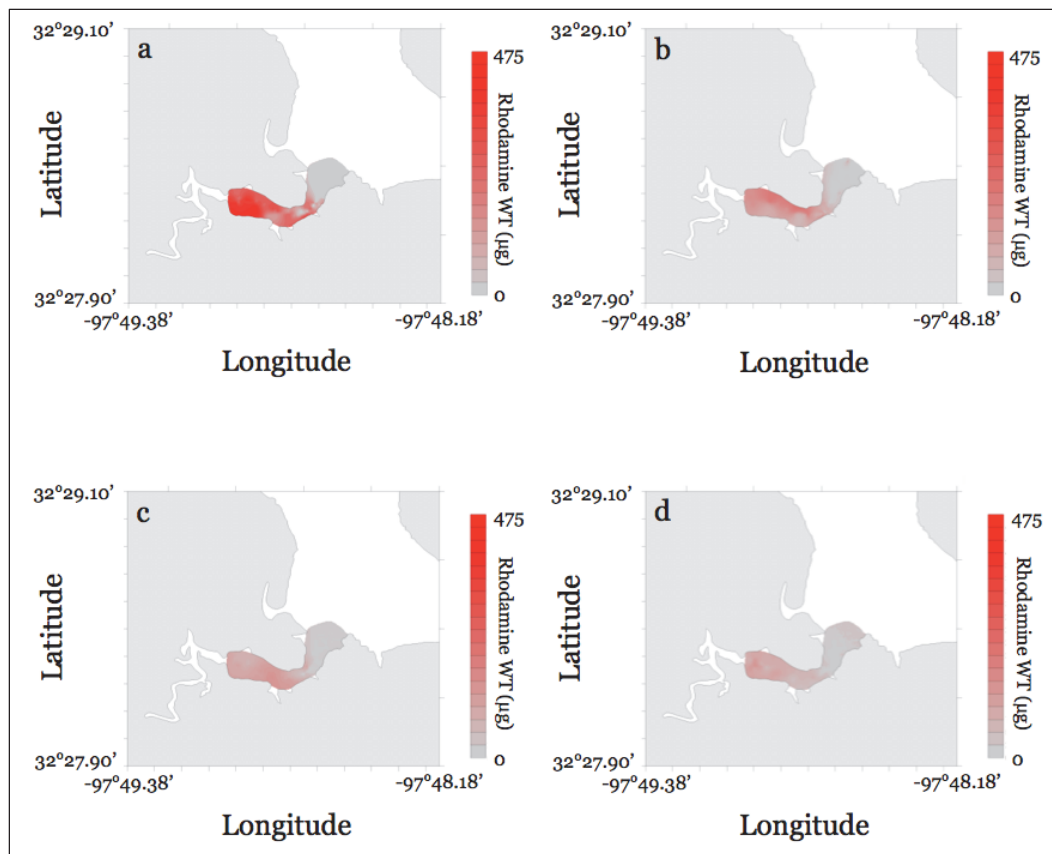 a
32°29.10’
Latitude
32°27.90’
-97°49.38’
-97°48.18’
Longitude
475
Rhodamine WT (µg)
0
b
32°29.10’
Latitude
32°27.90’
-97°49.38’
-97°48.18’
Longitude
475
Rhodamine WT (µg)
0
c
32°29.10’
Latitude
32°27.90’
-97°49.38’
-97°48.18’
Longitude
475
Rhodamine WT (µg)
0
d
32°29.10’
Latitude
32°27.90’
-97°49.38’
-97°48.18’
Longitude
475
Rhodamine WT (µg)
0